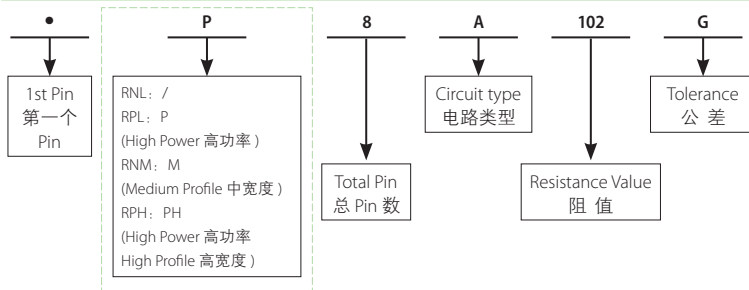 • P 8 A 102 G
1st Pin
第一个
Pin
RNL：/
RPL：P
(High Power 高功率)
RNM：M
(Medium Profile 中宽度)
RPH：PH
(High Power 高功率
High Profile 高宽度)
Total Pin
总 Pin 数
Circuit type
电路类型
Resistance Value
阻 值
Tolerance
公 差